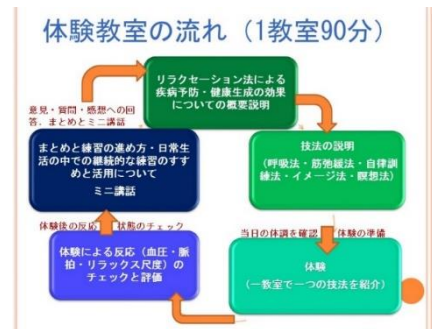 体験教室の流れ（1教室90分）
リラクセーション法による
疾病予防・健康生成の効果
についての概要説明
意見・質問・感想への回
答、まとめとミニ講話
まとめと練習の進め方・日常生
活の中での継続的な練習のすす
めと活用について
ミニ講話
技法の説明
（呼吸法・筋弛緩法・自律訓
練法・イメージ法・瞑想法）
体験後の反応
状態のチェック
当日の体調を確認
体験の準備
体験による反応（血圧・脈
拍・リラックス尺度）の
チェックと評価
体験
（一教室で一つの技法を紹介）